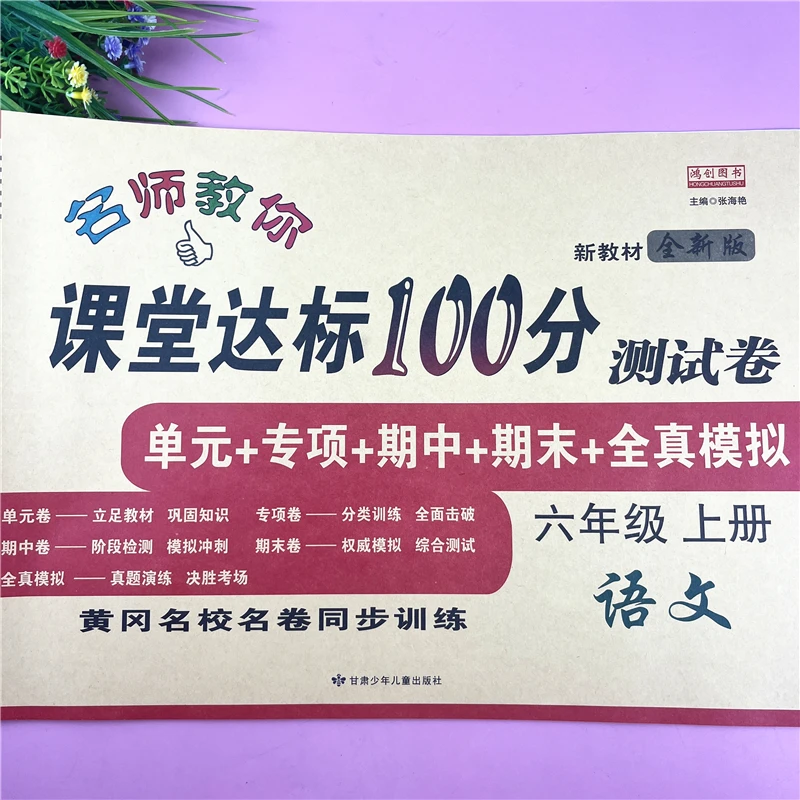 鸿创图书
HONGCHUANGTUSHU
主编◎张海艳
名师教你
新教材 全新版
课堂达标100分 测试卷
单元+专项+期中+期末+全真模拟
单元卷——立足教材 巩固知识 专项卷——分类训练 全面击破
期中卷——阶段检测 模拟冲刺 期末卷——权威模拟 综合测试
全真模拟——真题演练 决胜考场
六年级 上册
语文
黄冈名校名卷同步训练
甘肃少年儿童出版社